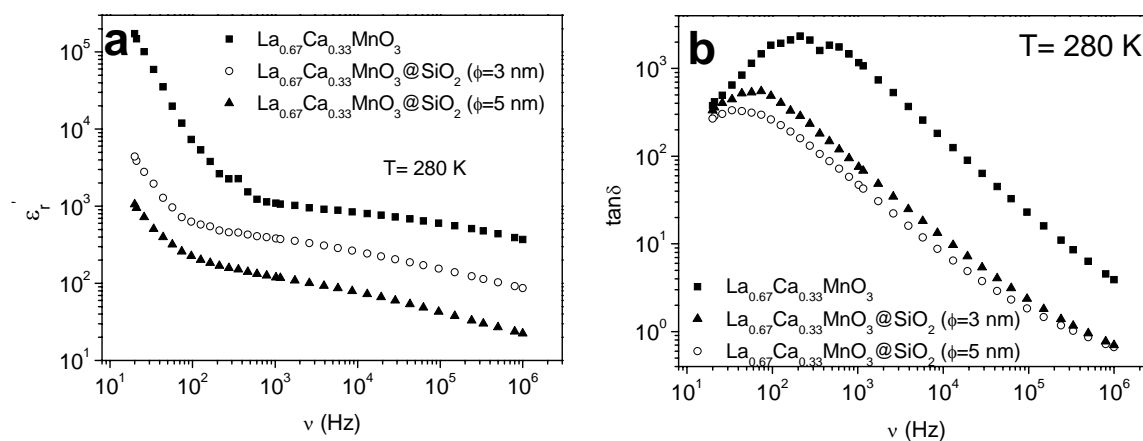 a
La0.67Ca0.33MnO3
La0.67Ca0.33MnO3@SiO2 (ϕ=3 nm)
La0.67Ca0.33MnO3@SiO2 (ϕ=5 nm)
T= 280 K
10^5
10^4
10^3
10^2
10^1
εr'
10^1 10^2 10^3 10^4 10^5 10^6
ν (Hz)
b
T= 280 K
10^3
10^2
10^1
10^0
tanδ
La0.67Ca0.33MnO3
La0.67Ca0.33MnO3@SiO2 (ϕ=3 nm)
La0.67Ca0.33MnO3@SiO2 (ϕ=5 nm)
10^1 10^2 10^3 10^4 10^5 10^6
ν (Hz)